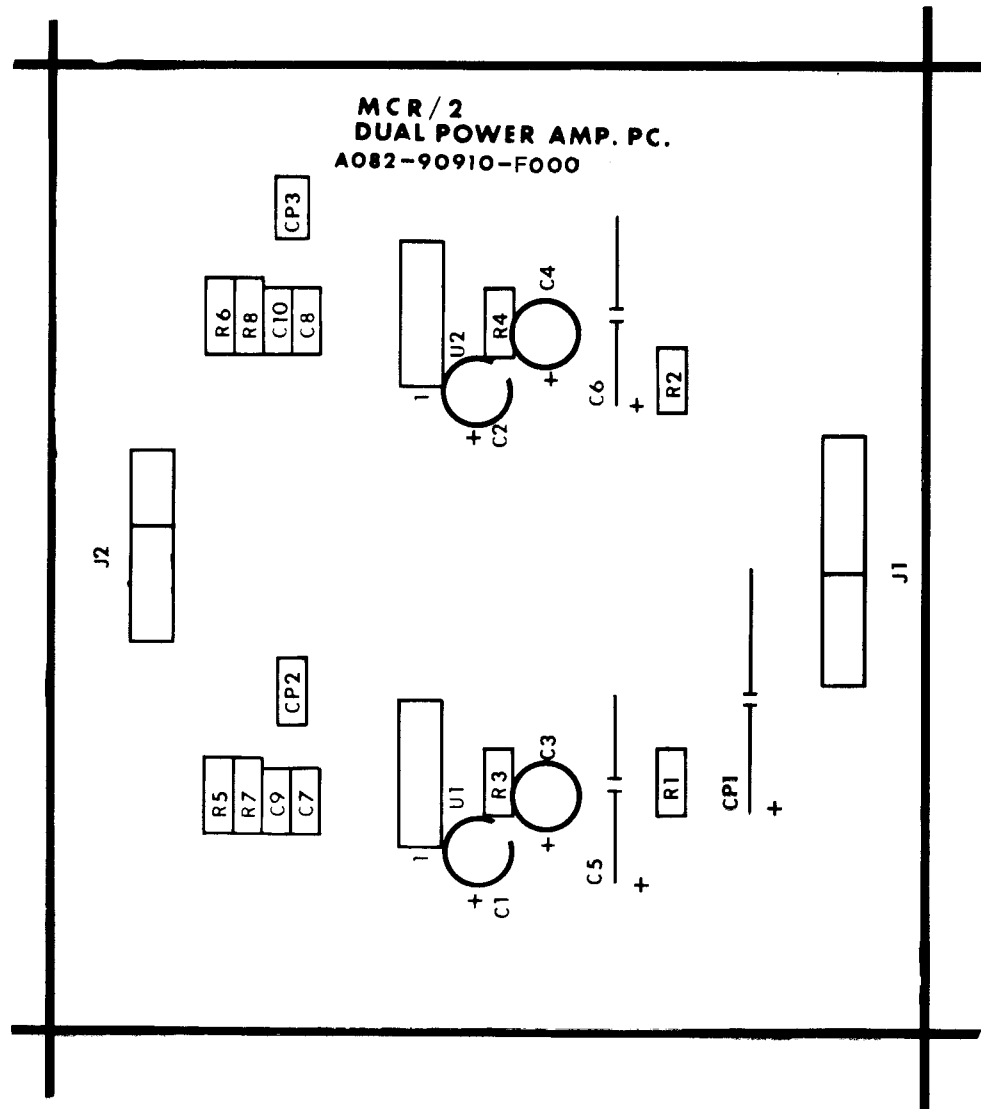 MCR/2
DUAL POWER AMP. PC.
A082-90910-F000
CP3
R6
R8
C10
C8
U2
R4
C4
1
+
C2
+
C6
+
R2
J2
J1
CP2
R5
R7
C9
C7
U1
R3
C3
1
+
C1
+
C5
+
R1
CP1
+